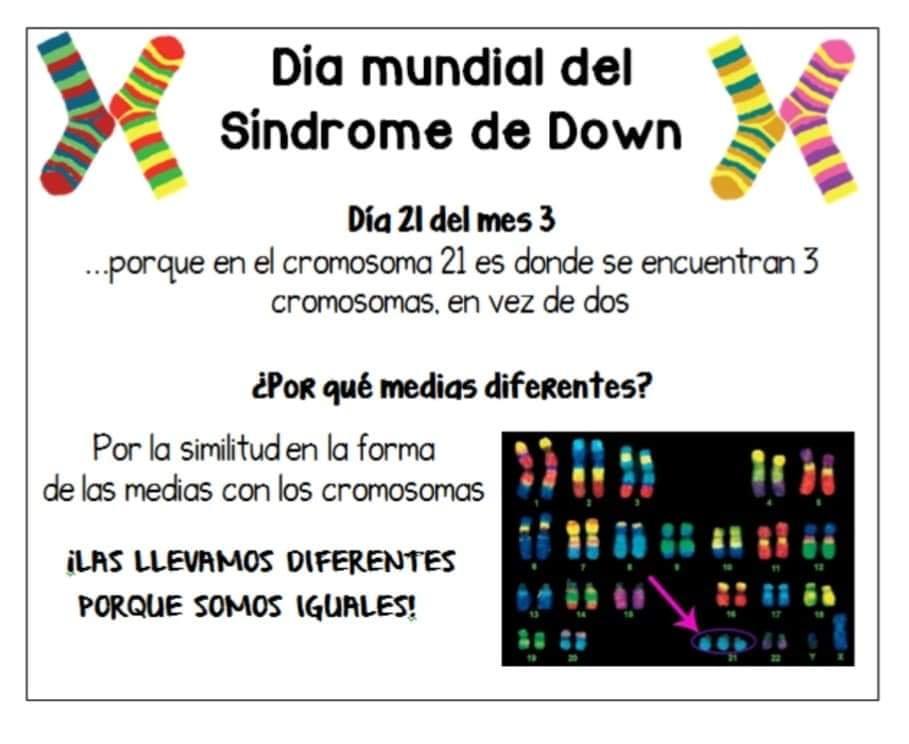 Día mundial del
Síndrome de Down
Día 21 del mes 3
...porque en el cromosoma 21 es donde se encuentran 3
cromosomas, en vez de dos
¿Por qué medias diferentes?
Por la similitud en la forma
de las medias con los cromosomas
¡LAS LLEVAMOS DIFERENTES
PORQUE SOMOS IGUALES!
1 2 3 4 5
6 7 8 9 10 11 12
13 14 15 16 17 18
19 20 21 22 Y X